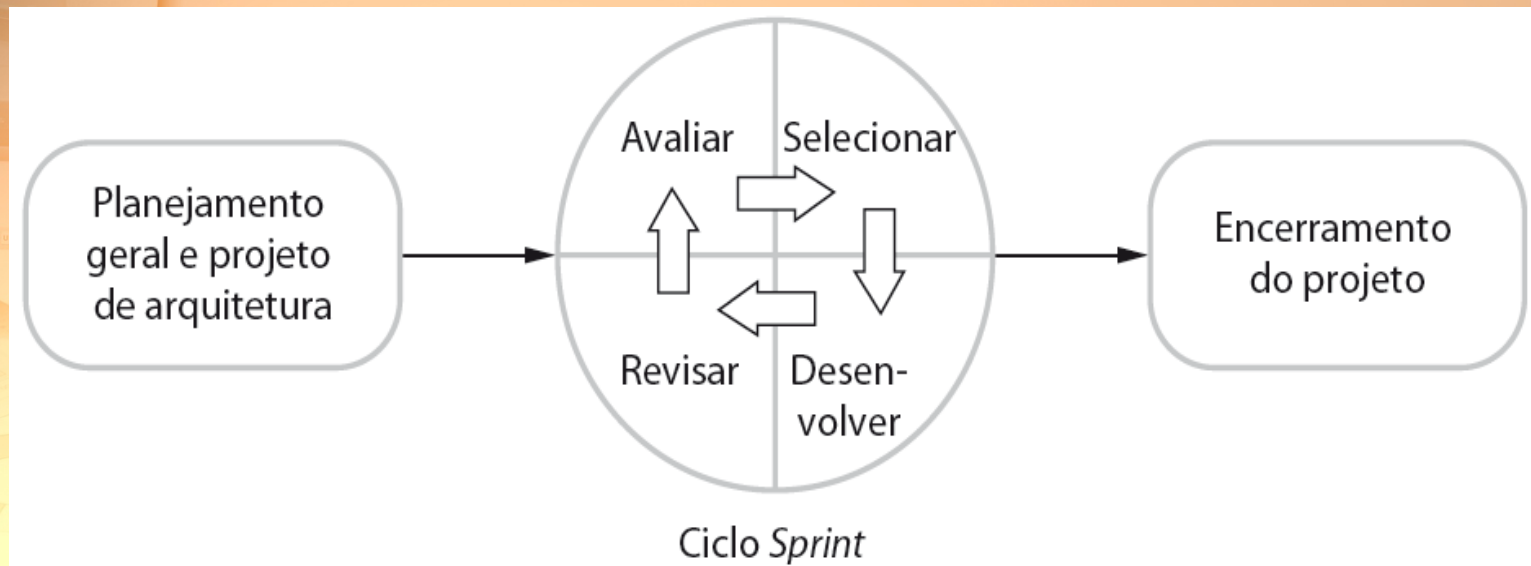 Planejamento
geral e projeto
de arquitetura
Avaliar
Selecionar
Revisar
Desen-
volver
Encerramento
do projeto
Ciclo Sprint